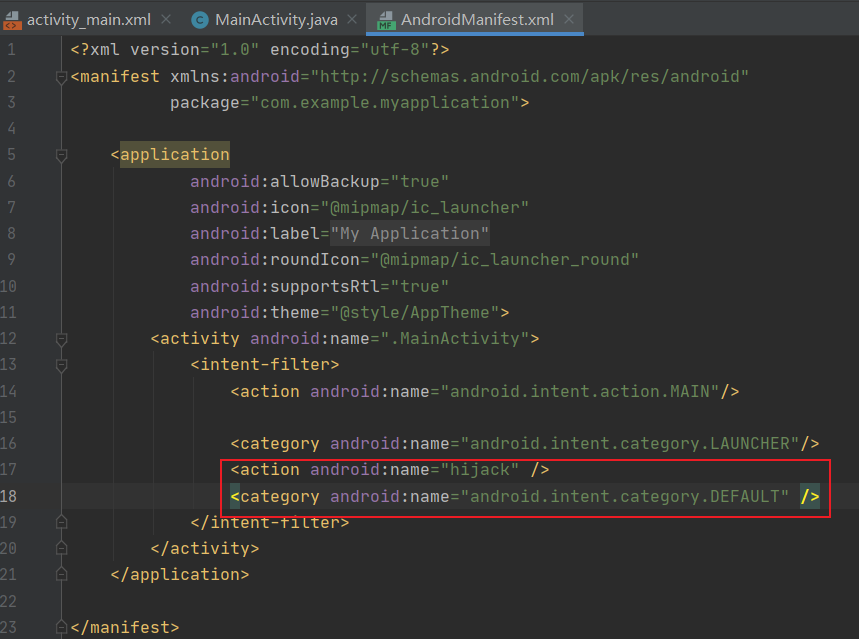 activity_main.xml MainActivity.java AndroidManifest.xml
1 <?xml version="1.0" encoding="utf-8"?>
2 <manifest xmlns:android="http://schemas.android.com/apk/res/android"
3 package="com.example.myapplication">
4
5 <application
6 android:allowBackup="true"
7 android:icon="@mipmap/ic_launcher"
8 android:label="My Application"
9 android:roundIcon="@mipmap/ic_launcher_round"
10 android:supportsRtl="true"
11 android:theme="@style/AppTheme">
12 <activity android:name=".MainActivity">
13 <intent-filter>
14 <action android:name="android.intent.action.MAIN"/>
15
16 <category android:name="android.intent.category.LAUNCHER"/>
17 <action android:name="hijack" />
18 <category android:name="android.intent.category.DEFAULT" />
19 </intent-filter>
20 </activity>
21 </application>
22
23 </manifest>